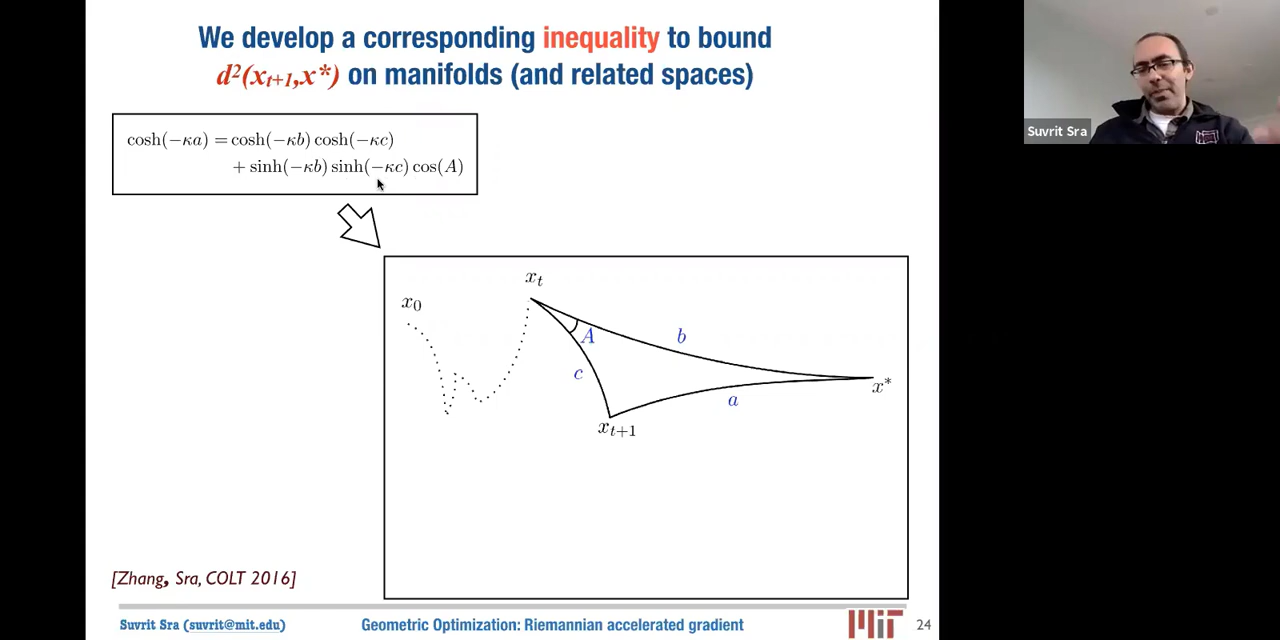 We develop a corresponding inequality to bound
d²(xₜ₊₁,x*) on manifolds (and related spaces)
cosh(−κa) = cosh(−κb) cosh(−κc)
+ sinh(−κb) sinh(−κc) cos(A)
Suvrit Sra
xₜ
x₀
A
b
c
x*
a
xₜ₊₁
[Zhang, Sra, COLT 2016]
Suvrit Sra (suvrit@mit.edu)
Geometric Optimization: Riemannian accelerated gradient
MIT
24